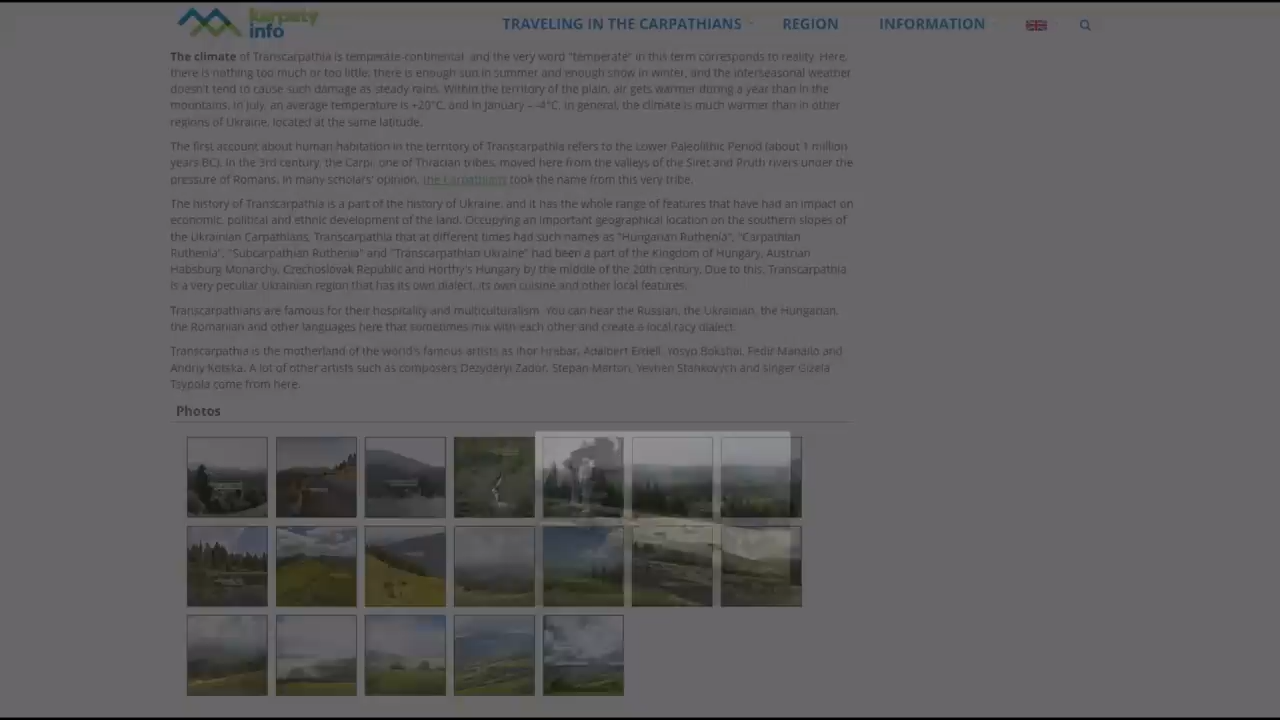 karpaty
info
TRAVELING IN THE CARPATHIANS
REGION
INFORMATION
The climate of Transcarpathia is temperate-continental, and the very word "temperate" in this term corresponds to reality. Here,
there is nothing too much or too little: there is enough sun in summer and enough snow in winter, and the interseasonal weather
doesn't tend to cause such damage as steady rains. Within the territory of the plain, air gets warmer during a year than in the
mountains. In July, an average temperature is +20°C, and in January – -4°C. In general, the climate is much warmer than in other
regions of Ukraine, located at the same latitude.
The first account about human habitation in the territory of Transcarpathia refers to the Lower Paleolithic Period (about 1 million
years BC). In the 3rd century, the Carpi, one of Thracian tribes, moved here from the valleys of the Siret and Pruth rivers under the
pressure of Romans. In many scholars' opinion, the Carpathians took the name from this very tribe.
The history of Transcarpathia is a part of the history of Ukraine, and it has the whole range of features that have had an impact on
economic, political and ethnic development of the land. Occupying an important geographical location on the southern slopes of
the Ukrainian Carpathians, Transcarpathia that at different times had such names as "Hungarian Ruthenia", "Carpathian
Ruthenia", "Subcarpathian Ruthenia" and "Transcarpathian Ukraine" had been a part of the Kingdom of Hungary, Austrian
Habsburg Monarchy, Czechoslovak Republic and Horthy's Hungary by the middle of the 20th century. Due to this, Transcarpathia
is a very peculiar Ukrainian region that has its own dialect, its own cuisine and other local features.
Transcarpathians are famous for their hospitality and multiculturalism. You can hear the Russian, the Ukrainian, the Hungarian,
the Romanian and other languages here that sometimes mix with each other and create a local racy dialect.
Transcarpathia is the motherland of the world's famous artists as Ihor Hrabar, Adalbert Erdeli, Yosyp Bokshai, Fedir Manailo and
Andriy Kotska. A lot of other artists such as composers Dezyderyi Zador, Stepan Marton, Yevhen Stankovych and singer Gizela
Tsypola come from here.
Photos